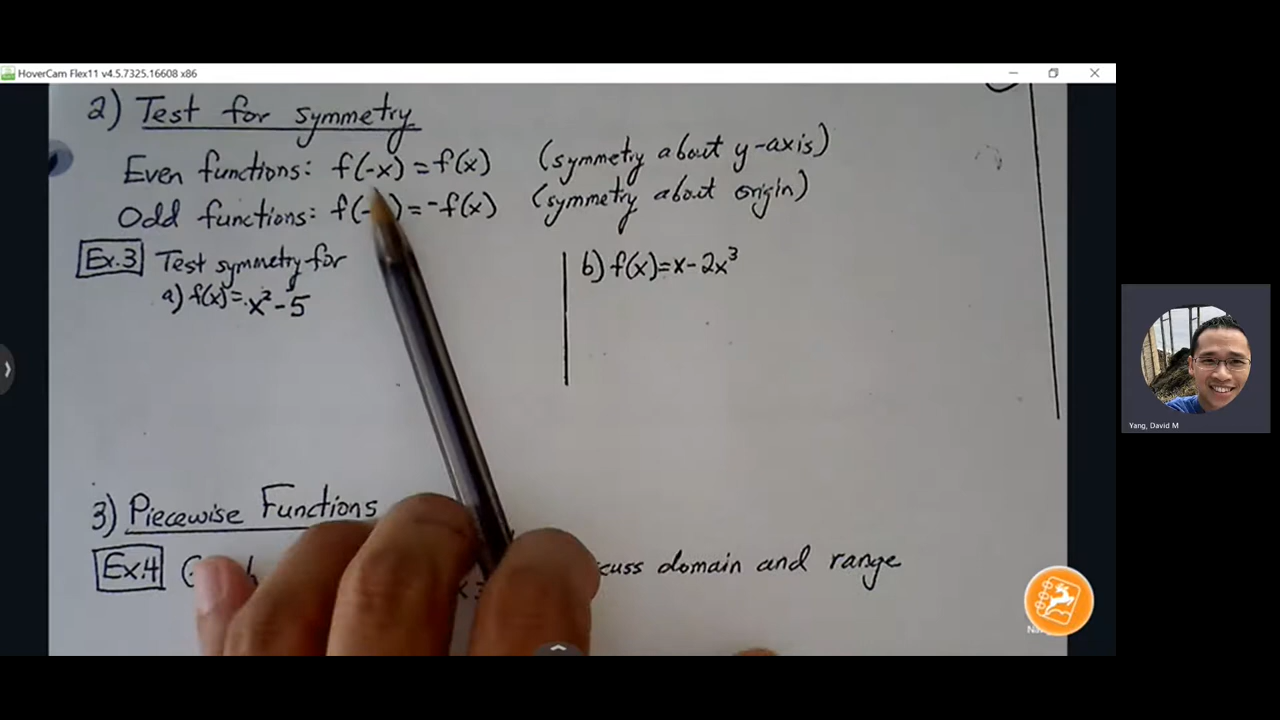 HoverCam Flex11 v4.5.7325.16608 x86
2) Test for symmetry
Even functions: f(-x) = f(x) (symmetry about y-axis)
Odd functions: f(- ) = -f(x) (symmetry about origin)
Ex.3 Test symmetry for
a) f(x) = x² - 5
b) f(x) = x - 2x³
3) Piecewise Functions
Ex.4 domain and range
Yang, David M